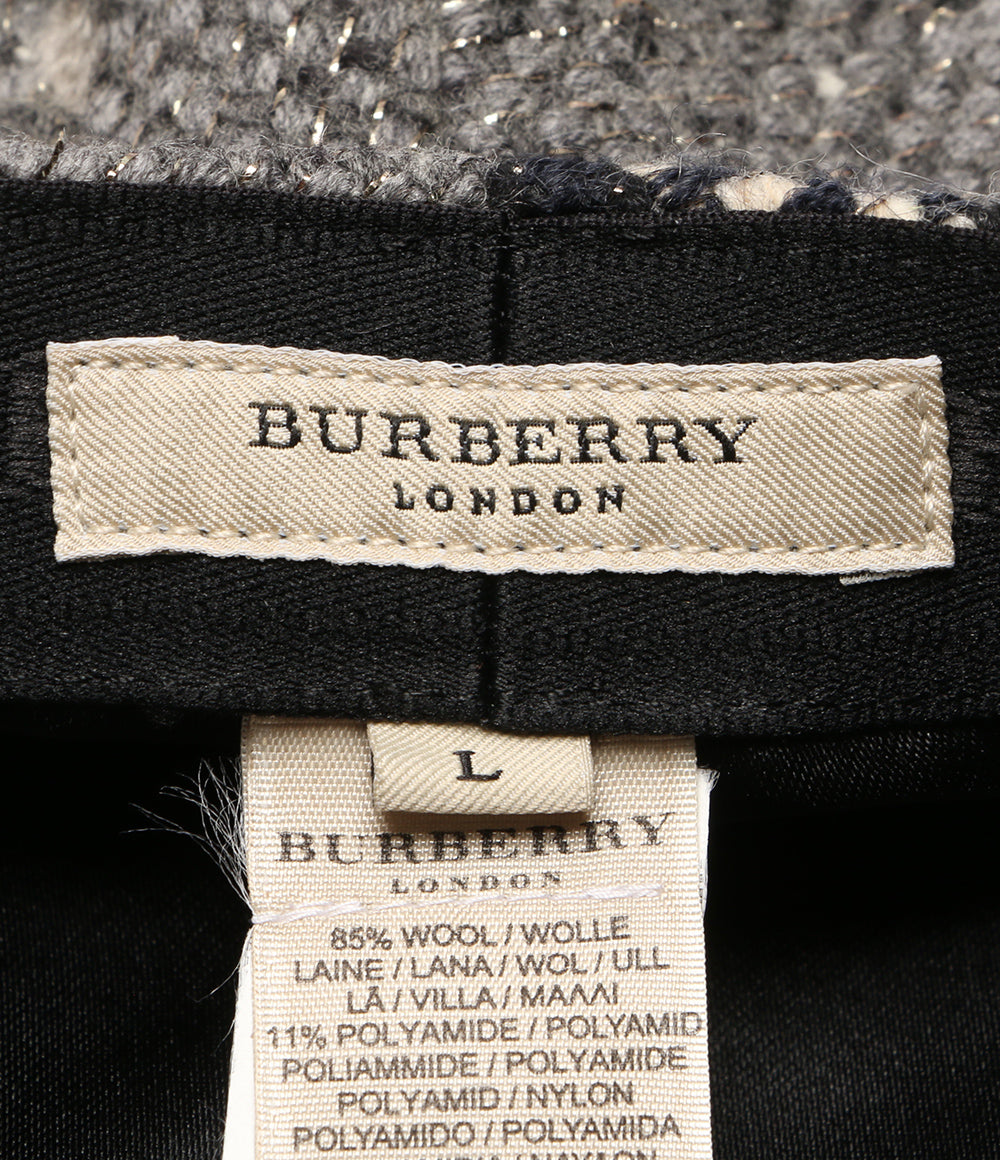 BURBERRY
LONDON
L
BURBERRY
LONDON
85% WOOL / WOLLE
LAINE / LANA / WOL / ULL
LÃ / VILLA / ΜΑΛΛΙ
11% POLYAMIDE / POLYAMID
POLIAMMIDE / POLYAMIDE
POLYAMID / NYLON
POLYAMIDO / POLYAMIDA